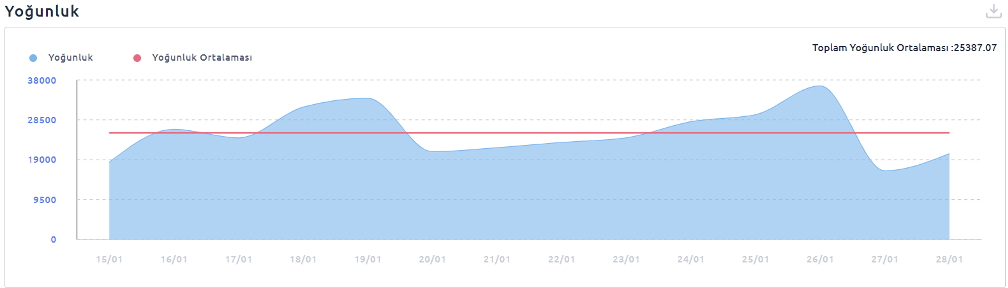 Yoğunluk
Toplam Yoğunluk Ortalaması :25387.07
Yoğunluk
Yoğunluk Ortalaması
38000
28500
19000
9500
0
15/01 16/01 17/01 18/01 19/01 20/01 21/01 22/01 23/01 24/01 25/01 26/01 27/01 28/01